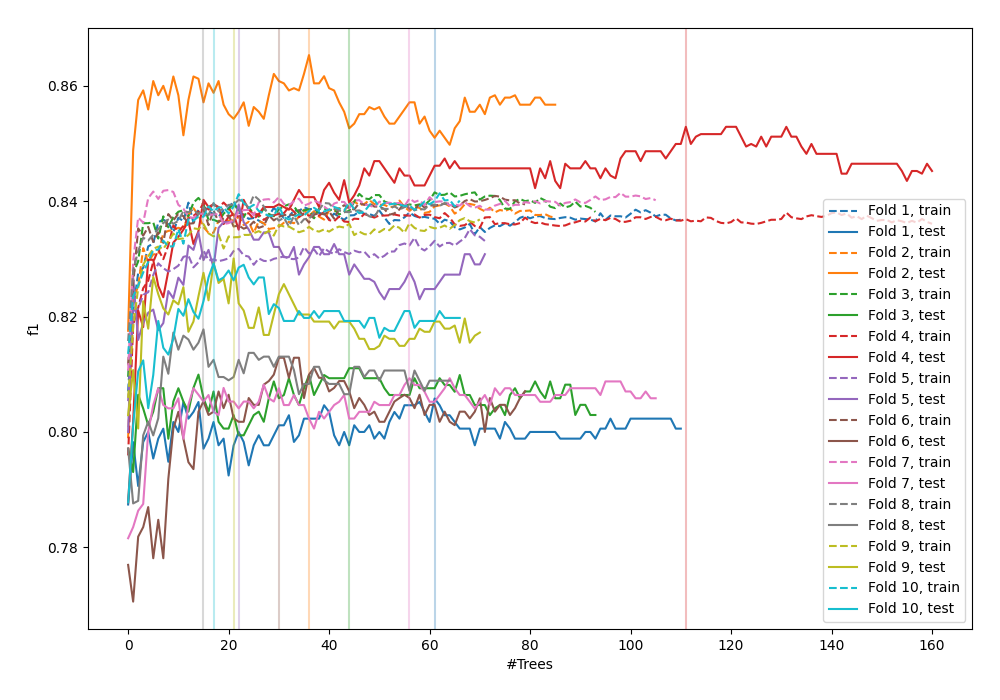 0.86
0.84
0.82
0.80
0.78
f1
0
20
40
60
80
100
120
140
160
#Trees
Fold 1, train
Fold 1, test
Fold 2, train
Fold 2, test
Fold 3, train
Fold 3, test
Fold 4, train
Fold 4, test
Fold 5, train
Fold 5, test
Fold 6, train
Fold 6, test
Fold 7, train
Fold 7, test
Fold 8, train
Fold 8, test
Fold 9, train
Fold 9, test
Fold 10, train
Fold 10, test